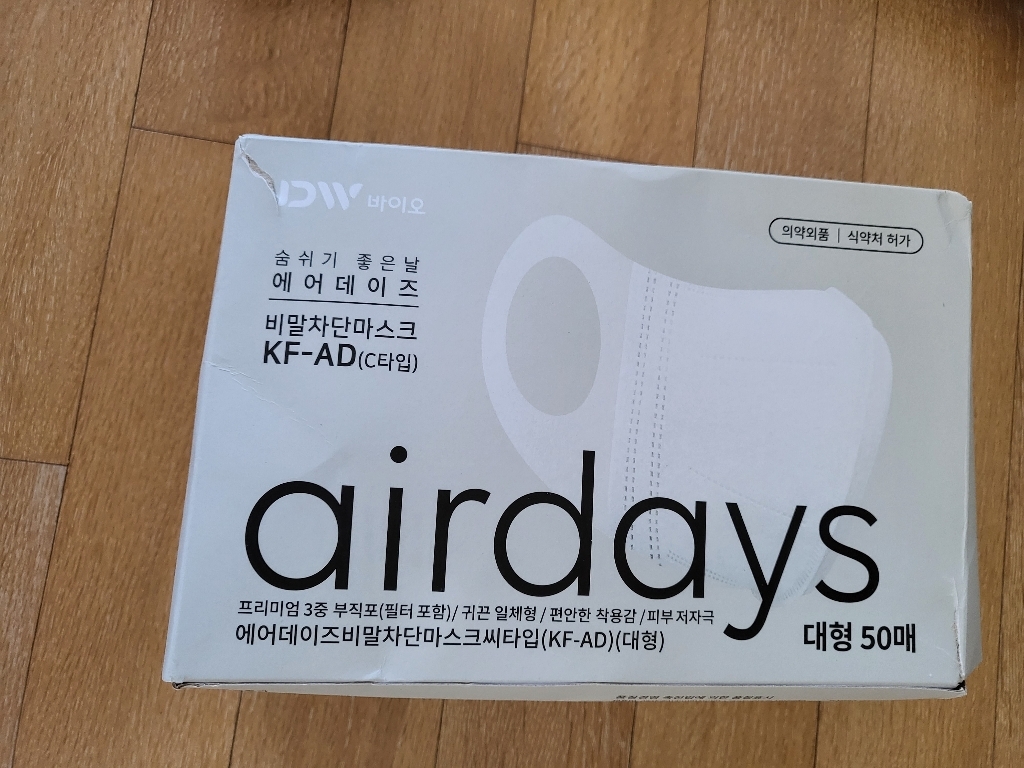 DW 바이오
의약외품 | 식약처 허가
숨쉬기 좋은날
에어데이즈
비말차단마스크
KF-AD(C타입)
airdays
프리미엄 3중 부직포(필터 포함)/ 귀끈 일체형 / 편안한 착용감 / 피부 저자극
에어데이즈비말차단마스크씨타입(KF-AD)(대형)
대형 50매